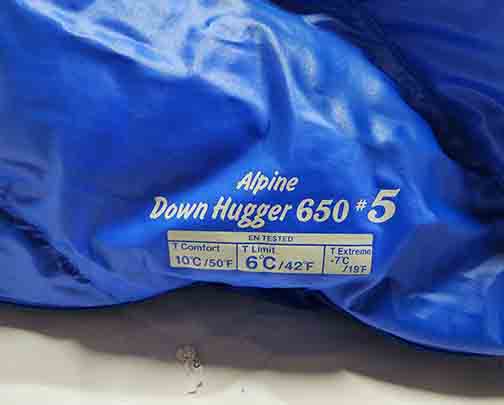 Alpine
Down Hugger 650 #5
EN TESTED
T Comfort T Limit T Extreme
10℃/50°F 6℃/42°F -7℃
/19°F